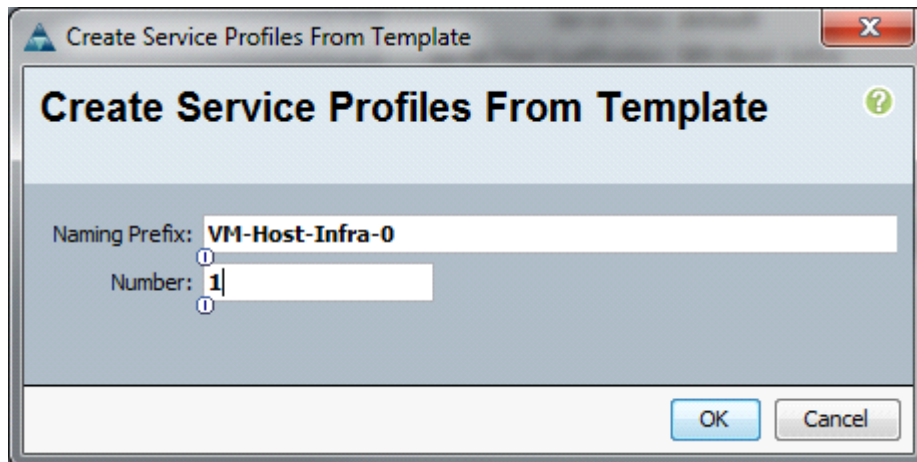 Create Service Profiles From Template
Create Service Profiles From Template
Naming Prefix: VM-Host-Infra-0
Number: 1
OK Cancel